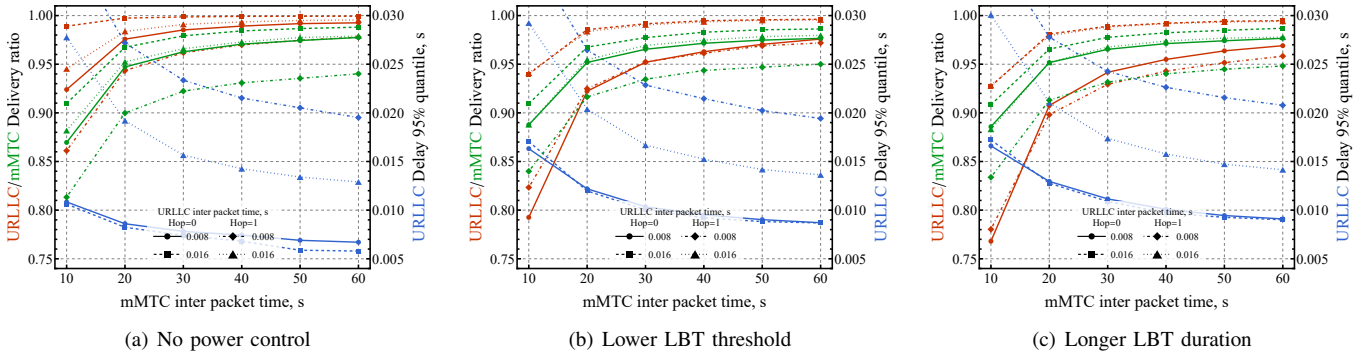 URLLC/mMTC Delivery ratio
1.00
0.95
0.90
0.85
0.80
0.75
10 20 30 40 50 60
mMTC inter packet time, s
0.030
0.025
0.020
0.015
0.010
0.005
URLLC Delay 95% quantile, s
URLLC inter packet time, s
Hop=0 Hop=1
0.008 0.008
0.016 0.016
(a) No power control
URLLC/mMTC Delivery ratio
1.00
0.95
0.90
0.85
0.80
0.75
10 20 30 40 50 60
mMTC inter packet time, s
0.030
0.025
0.020
0.015
0.010
0.005
URLLC Delay 95% quantile, s
URLLC inter packet time, s
Hop=0 Hop=1
0.008 0.008
0.016 0.016
(b) Lower LBT threshold
URLLC/mMTC Delivery ratio
1.00
0.95
0.90
0.85
0.80
0.75
10 20 30 40 50 60
mMTC inter packet time, s
0.030
0.025
0.020
0.015
0.010
0.005
URLLC Delay 95% quantile, s
URLLC inter packet time, s
Hop=0 Hop=1
0.008 0.008
0.016 0.016
(c) Longer LBT duration